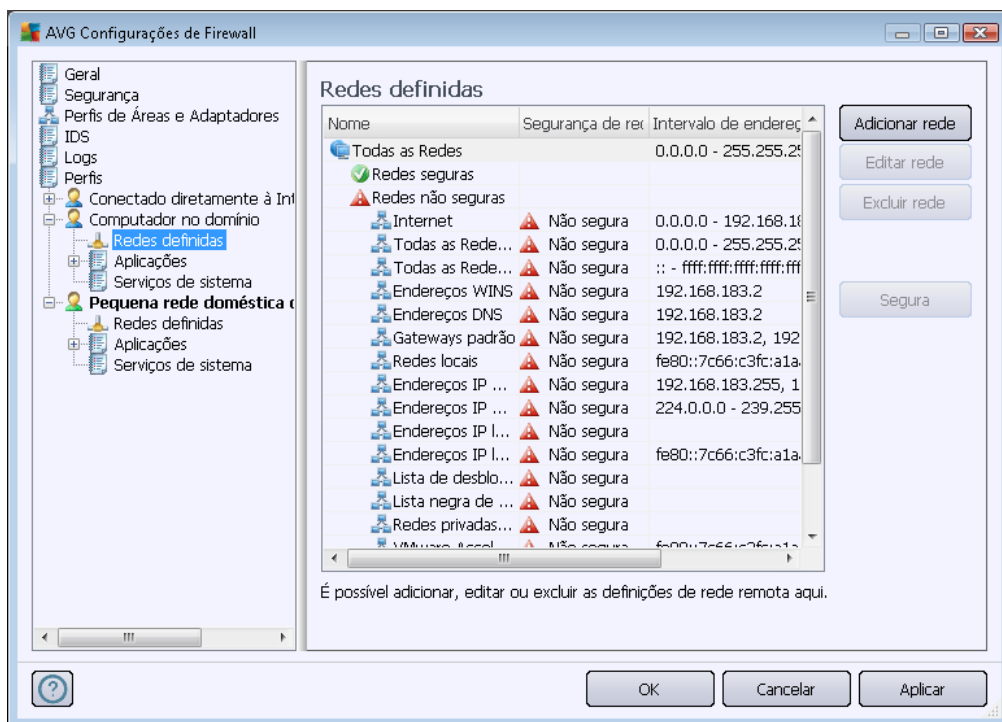 AVG Configurações de Firewall
Geral
Segurança
Perfis de Áreas e Adaptadores
IDS
Logs
Perfis
Conectado diretamente à Int
Computador no domínio
Redes definidas
Aplicações
Serviços de sistema
Pequena rede doméstica o
Redes definidas
Aplicações
Serviços de sistema
Redes definidas
Nome Segurança de rec Intervalo de endereç
Todas as Redes 0.0.0.0 - 255.255.25
Redes seguras
Redes não seguras
Internet Não segura 0.0.0.0 - 192.168.18
Todas as Rede... Não segura 0.0.0.0 - 255.255.25
Todas as Rede... Não segura :: - ffff:ffff:ffff:ffff:fff
Endereços WINS Não segura 192.168.183.2
Endereços DNS Não segura 192.168.183.2
Gateways padrão Não segura 192.168.183.2, 192
Redes locais Não segura fe80::7c66:c3fc:a1a
Endereços IP ... Não segura 192.168.183.255, 1
Endereços IP ... Não segura 224.0.0.0 - 239.255
Endereços IP l... Não segura
Endereços IP l... Não segura fe80::7c66:c3fc:a1a
Lista de desblo... Não segura
Lista negra de ... Não segura
Redes privadas... Não segura
VMware Accel Não segura fe80::7c66:c3fc:a1a
É possível adicionar, editar ou excluir as definições de rede remota aqui.
Adicionar rede
Editar rede
Excluir rede
Segura
OK Cancelar Aplicar